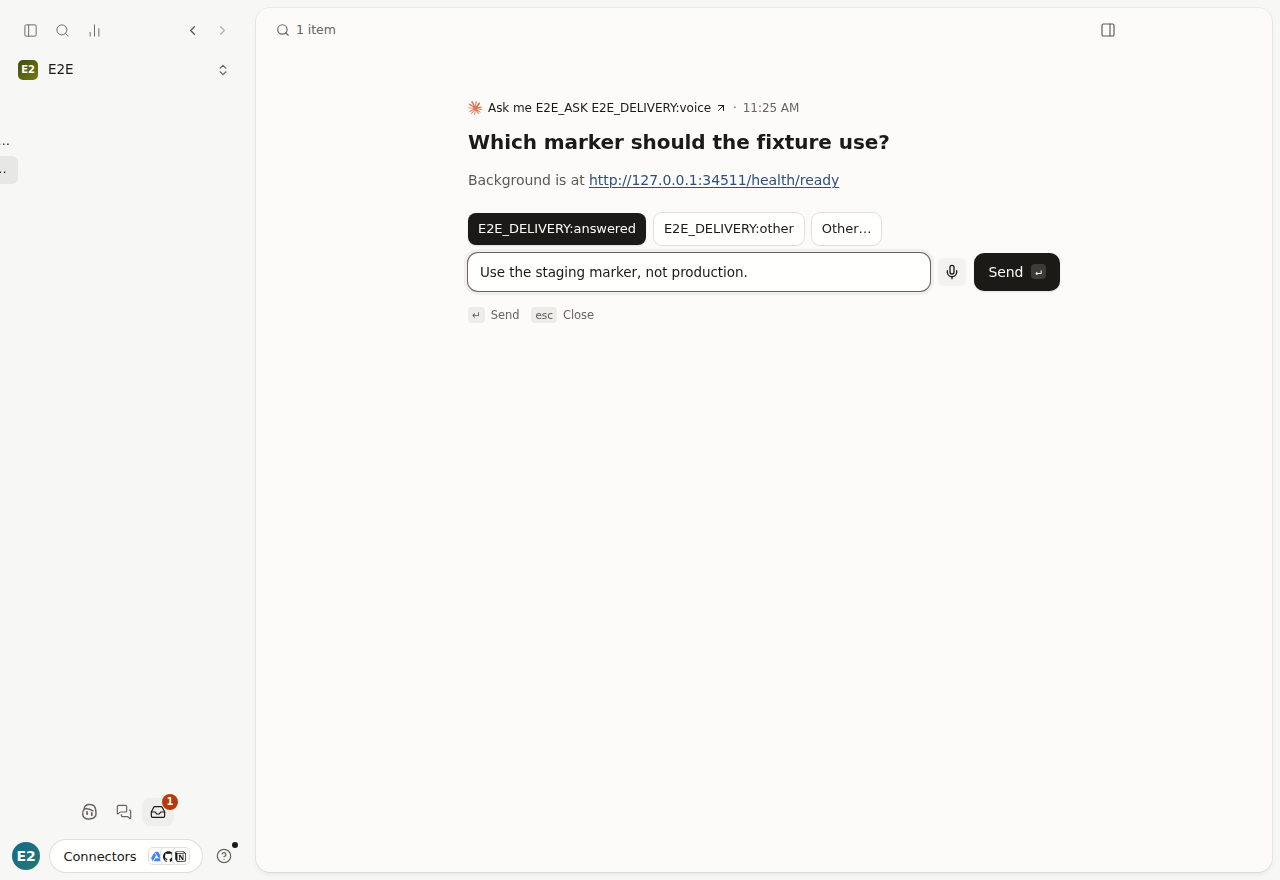 1 item
E2 E2E
...
...
Ask me E2E_ASK E2E_DELIVERY:voice · 11:25 AM
Which marker should the fixture use?
Background is at http://127.0.0.1:34511/health/ready
E2E_DELIVERY:answered E2E_DELIVERY:other Other...
Use the staging marker, not production. Send ↵
↵ Send esc Close
1
E2 Connectors